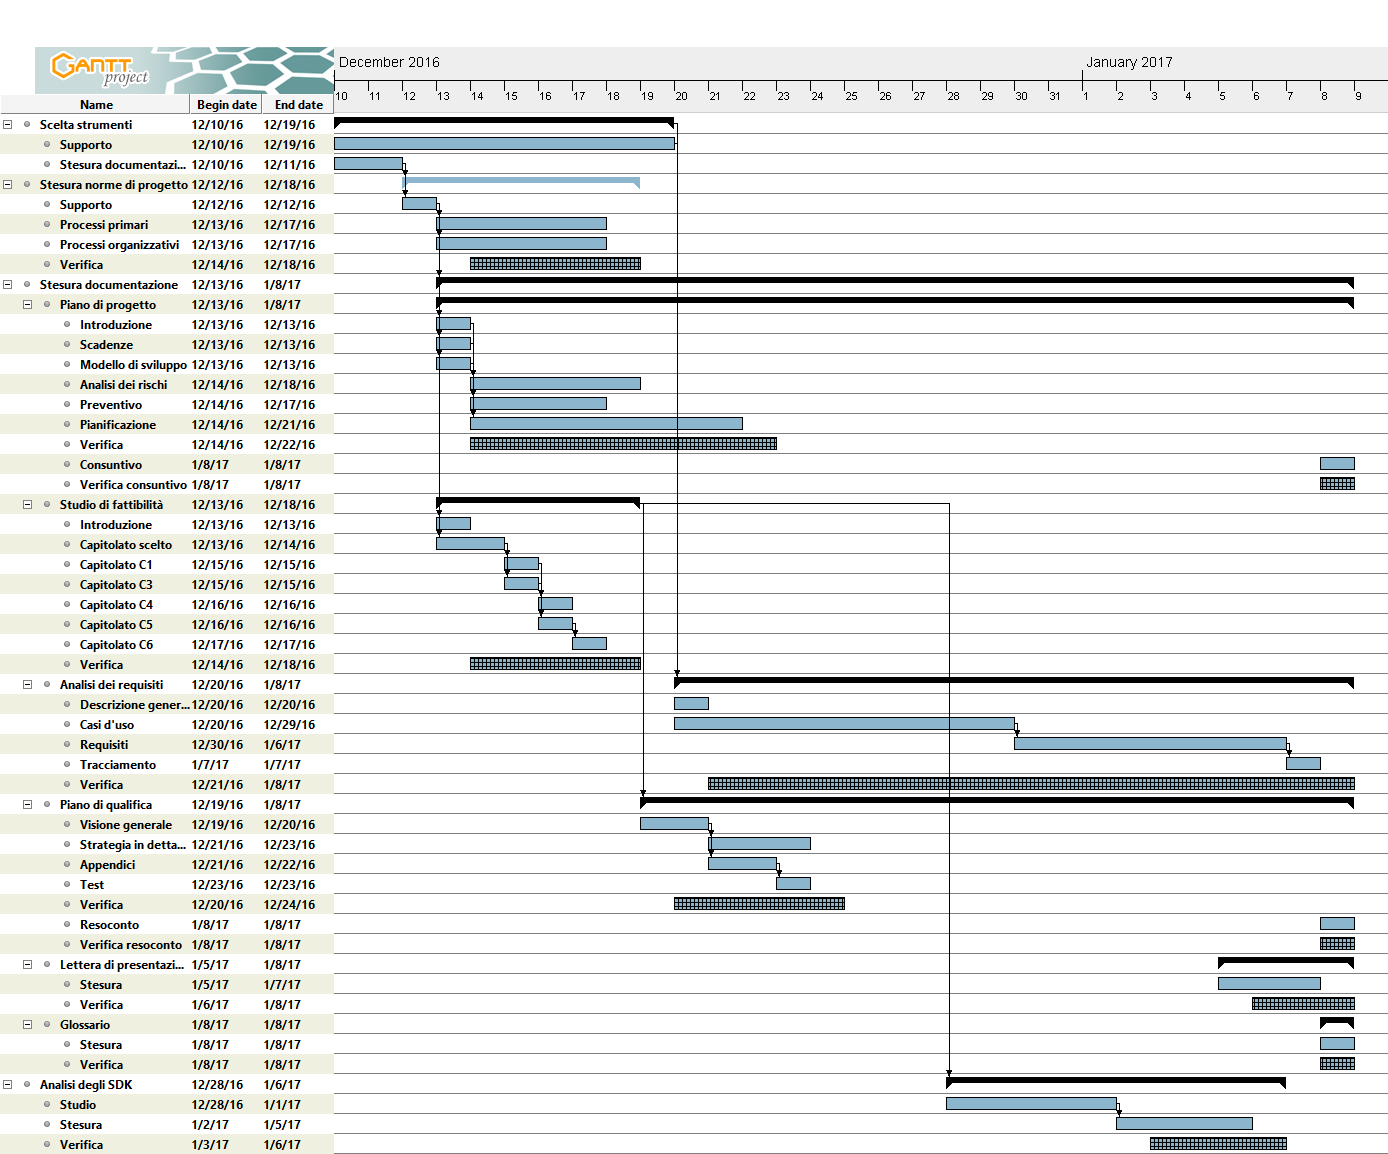 GANTT
project
December 2016
January 2017
Name Begin date End date
10 11 12 13 14 15 16 17 18 19 20 21 22 23 24 25 26 27 28 29 30 31 1 2 3 4 5 6 7 8 9
Scelta strumenti 12/10/16 12/19/16
Supporto 12/10/16 12/19/16
Stesura documentazi... 12/10/16 12/11/16
Stesura norme di progetto 12/12/16 12/18/16
Supporto 12/12/16 12/12/16
Processi primari 12/13/16 12/17/16
Processi organizzativi 12/13/16 12/17/16
Verifica 12/14/16 12/18/16
Stesura documentazione 12/13/16 1/8/17
Piano di progetto 12/13/16 1/8/17
Introduzione 12/13/16 12/13/16
Scadenze 12/13/16 12/13/16
Modello di sviluppo 12/13/16 12/13/16
Analisi dei rischi 12/14/16 12/18/16
Preventivo 12/14/16 12/17/16
Pianificazione 12/14/16 12/21/16
Verifica 12/14/16 12/22/16
Consuntivo 1/8/17 1/8/17
Verifica consuntivo 1/8/17 1/8/17
Studio di fattibilità 12/13/16 12/18/16
Introduzione 12/13/16 12/13/16
Capitolato scelto 12/13/16 12/14/16
Capitolato C1 12/15/16 12/15/16
Capitolato C3 12/15/16 12/15/16
Capitolato C4 12/16/16 12/16/16
Capitolato C5 12/16/16 12/16/16
Capitolato C6 12/17/16 12/17/16
Verifica 12/14/16 12/18/16
Analisi dei requisiti 12/20/16 1/8/17
Descrizione gener... 12/20/16 12/20/16
Casi d'uso 12/20/16 12/29/16
Requisiti 12/30/16 1/6/17
Tracciamento 1/7/17 1/7/17
Verifica 12/21/16 1/8/17
Piano di qualifica 12/19/16 1/8/17
Visione generale 12/19/16 12/20/16
Strategia in detta... 12/21/16 12/23/16
Appendici 12/21/16 12/22/16
Test 12/23/16 12/23/16
Verifica 12/20/16 12/24/16
Resoconto 1/8/17 1/8/17
Verifica resoconto 1/8/17 1/8/17
Lettera di presentazi... 1/5/17 1/8/17
Stesura 1/5/17 1/7/17
Verifica 1/6/17 1/8/17
Glossario 1/8/17 1/8/17
Stesura 1/8/17 1/8/17
Verifica 1/8/17 1/8/17
Analisi degli SDK 12/28/16 1/6/17
Studio 12/28/16 1/1/17
Stesura 1/2/17 1/5/17
Verifica 1/3/17 1/6/17